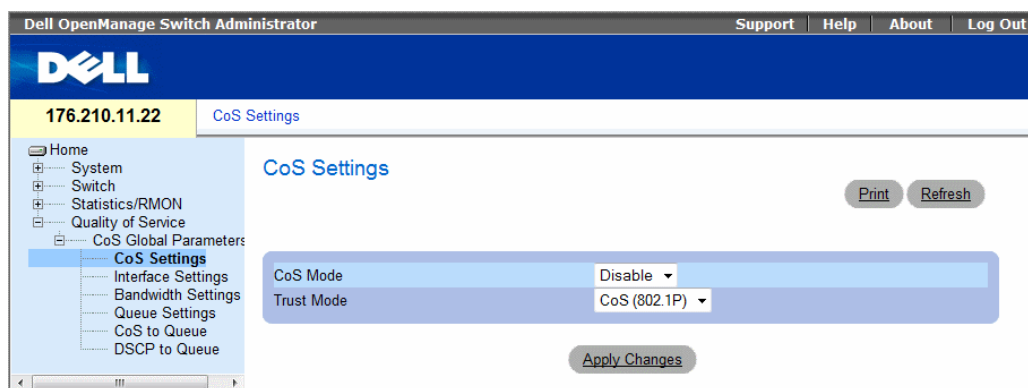 Dell OpenManage Switch Administrator Support Help About Log Out
DELL
176.210.11.22 CoS Settings
Home
System
Switch
Statistics/RMON
Quality of Service
CoS Global Parameters
CoS Settings
Interface Settings
Bandwidth Settings
Queue Settings
CoS to Queue
DSCP to Queue
CoS Settings
Print Refresh
CoS Mode Disable
Trust Mode CoS (802.1P)
Apply Changes